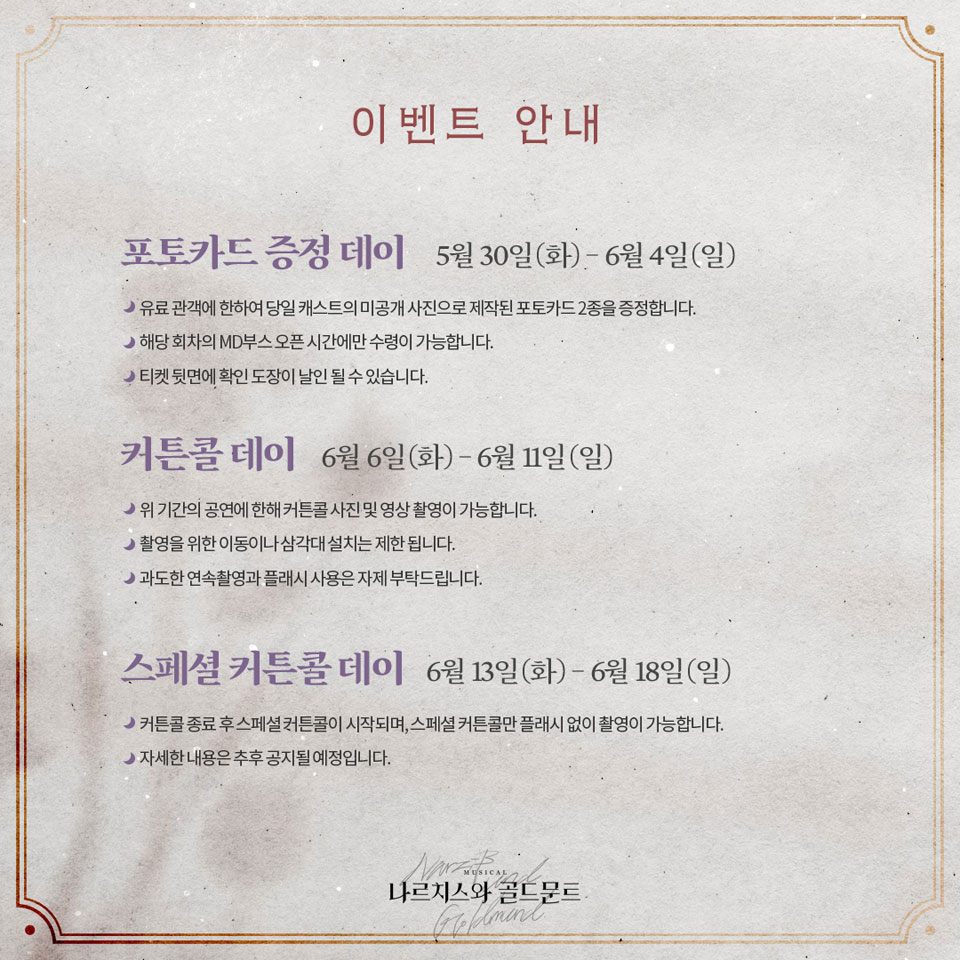 이벤트 안내
포토카드 증정 데이 5월 30일(화) - 6월 4일(일)
유료 관객에 한하여 당일 캐스트의 미공개 사진으로 제작된 포토카드 2종을 증정합니다.
해당 회차의 MD부스 오픈 시간에만 수령이 가능합니다.
티켓 뒷면에 확인 도장이 날인 될 수 있습니다.
커튼콜 데이 6월 6일(화) - 6월 11일(일)
위 기간의 공연에 한해 커튼콜 사진 및 영상 촬영이 가능합니다.
촬영을 위한 이동이나 삼각대 설치는 제한 됩니다.
과도한 연속촬영과 플래시 사용은 자제 부탁드립니다.
스페셜 커튼콜 데이 6월 13일(화) - 6월 18일(일)
커튼콜 종료 후 스페셜 커튼콜이 시작되며, 스페셜 커튼콜만 플래시 없이 촬영이 가능합니다.
자세한 내용은 추후 공지될 예정입니다.
Narziß und
MUSICAL
나르치스와 골드문트
Goldmund